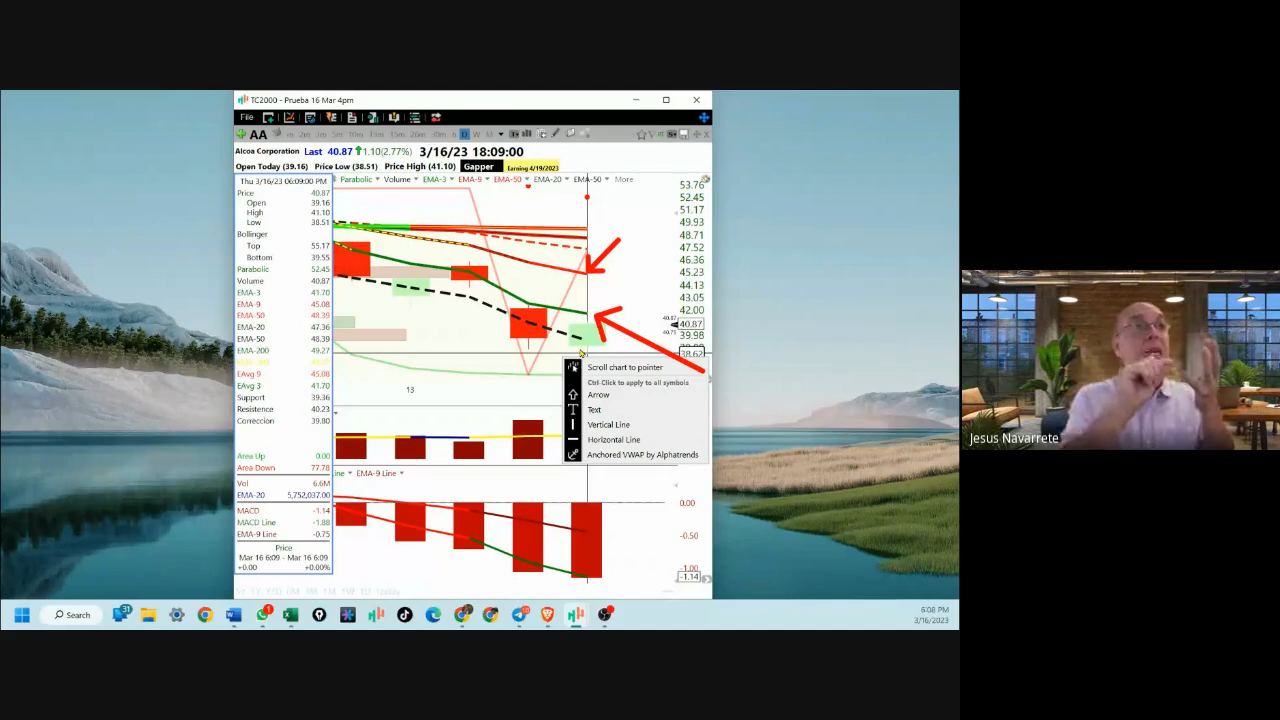 TC2000 - Prueba 16 Mar 4pm
File
AA
D W M
Alcoa Corporation Last 40.87 1.10(2.77%) 3/16/23 18:09:00
Open Today (39.16) Price Low (38.51) Price High (41.10) Gapper Earning 4/19/2023
Thu 3/16/23 06:09:00 PM
Price 40.87
Open 39.16
High 41.10
Low 38.51
Bollinger
Top 55.17
Bottom 39.55
Parabolic 52.45
Volume 40.87
EMA-3 41.70
EMA-9 45.08
EMA-50 48.39
EMA-20 47.36
EMA-50 48.39
EMA-200 49.27
EAvg 9 45.08
EAvg 3 41.70
Support 39.36
Resistence 40.23
Correccion 39.80
Area Up 0.00
Area Down 77.78
Vol 6.6M
EMA-20 5,752,037.00
MACD -1.14
MACD Line -1.88
EMA-9 Line -0.75
Price
Mar 16 6:09 - Mar 16 6:09
+0.00 +0.00%
Parabolic Volume EMA-3 EMA-9 EMA-50 EMA-20 EMA-50 More
53.76
52.45
51.17
49.93
48.71
47.52
46.36
45.23
44.13
43.05
42.00
40.87
39.98
38.62
13
Scroll chart to pointer
Ctrl-Click to apply to all symbols
Arrow
Text
Vertical Line
Horizontal Line
Anchored VWAP by Alphatrends
ine EMA-9 Line
0.00
-0.50
-1.00
-1.14
Jesus Navarrete
Search
31
1
6:08 PM
3/16/2023